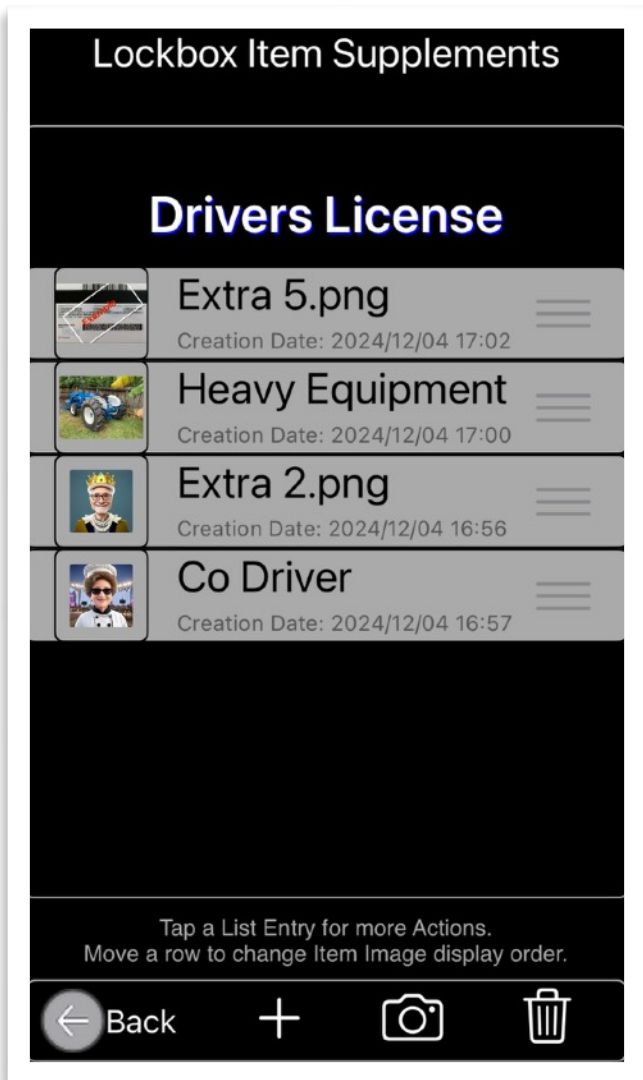 Lockbox Item Supplements
Drivers License
Example
Extra 5.png
Creation Date: 2024/12/04 17:02
Heavy Equipment
Creation Date: 2024/12/04 17:00
Extra 2.png
Creation Date: 2024/12/04 16:56
Co Driver
Creation Date: 2024/12/04 16:57
Tap a List Entry for more Actions.
Move a row to change Item Image display order.
Back